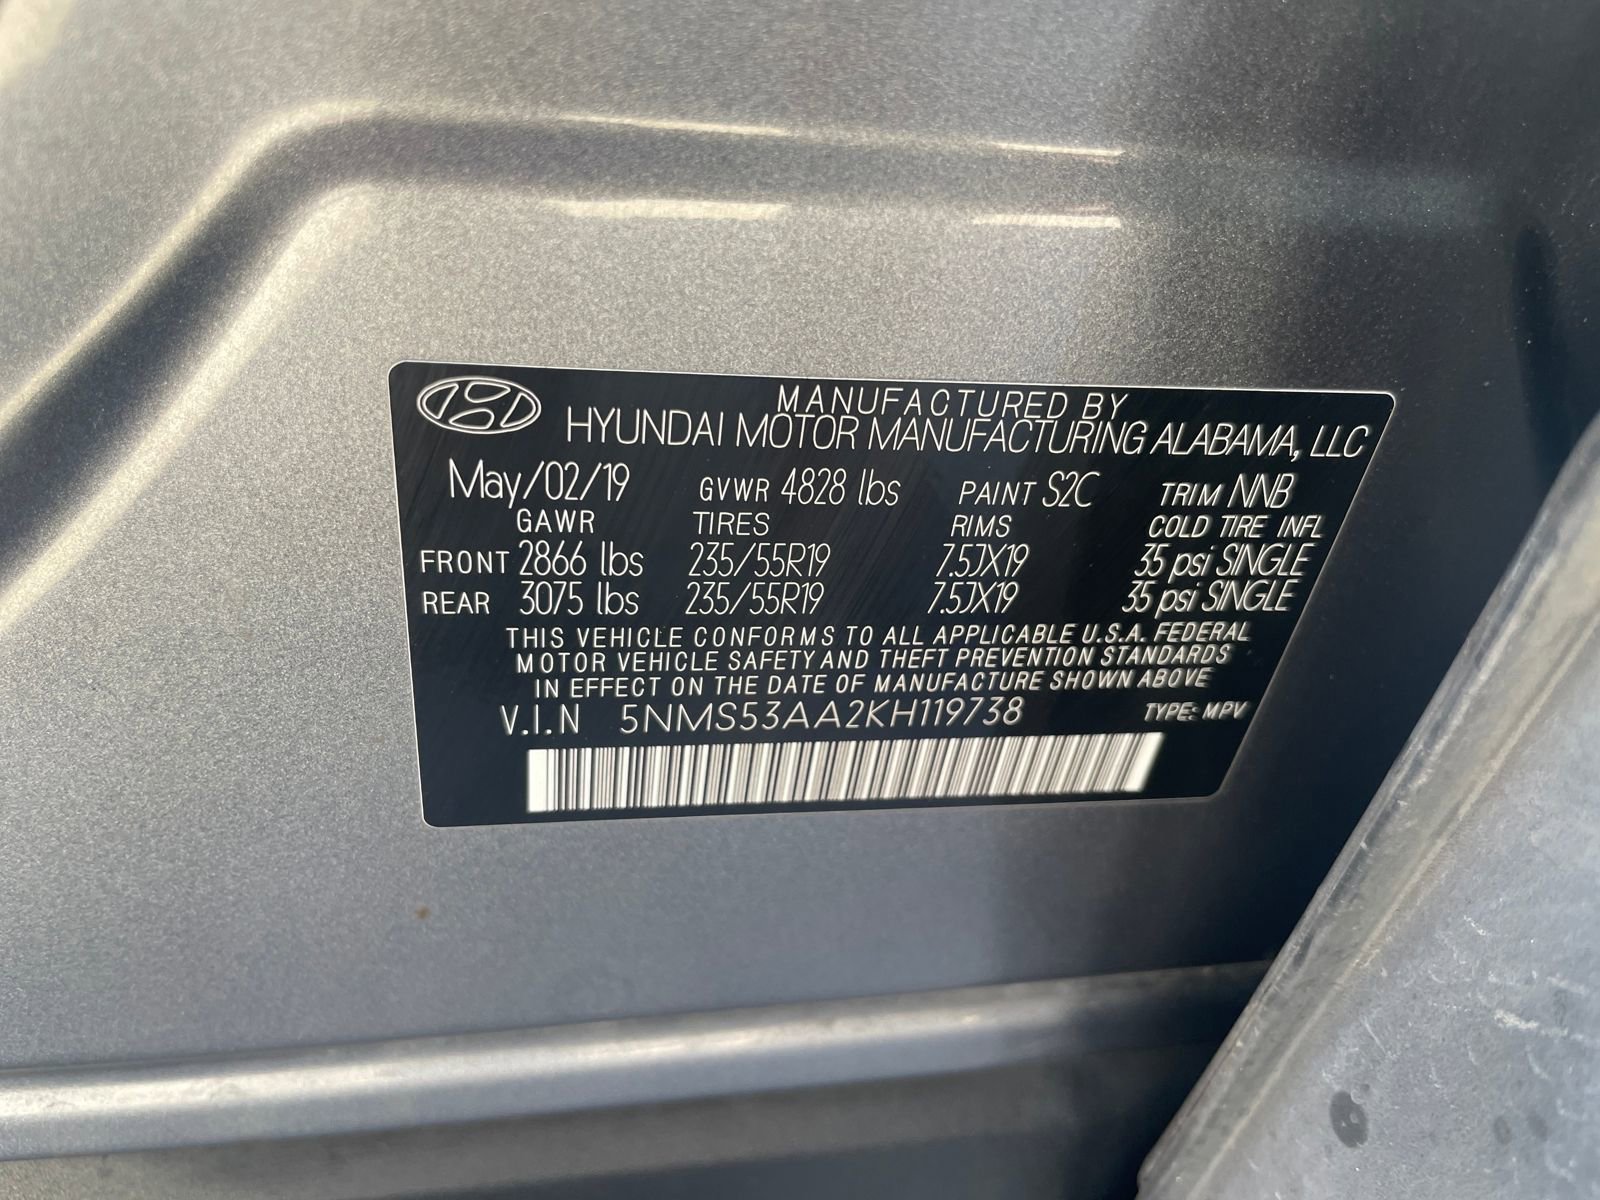 MANUFACTURED BY
HYUNDAI MOTOR MANUFACTURING ALABAMA, LLC
May/02/19 GVWR 4828 lbs PAINT S2C TRIM NNB
GAWR TIRES RIMS COLD TIRE INFL
FRONT 2866 lbs 235/55R19 7.5JX19 35 psi SINGLE
REAR 3075 lbs 235/55R19 7.5JX19 35 psi SINGLE
THIS VEHICLE CONFORMS TO ALL APPLICABLE U.S.A. FEDERAL
MOTOR VEHICLE SAFETY AND THEFT PREVENTION STANDARDS
IN EFFECT ON THE DATE OF MANUFACTURE SHOWN ABOVE
V.I.N 5NMS53AA2KH119738 TYPE: MPV